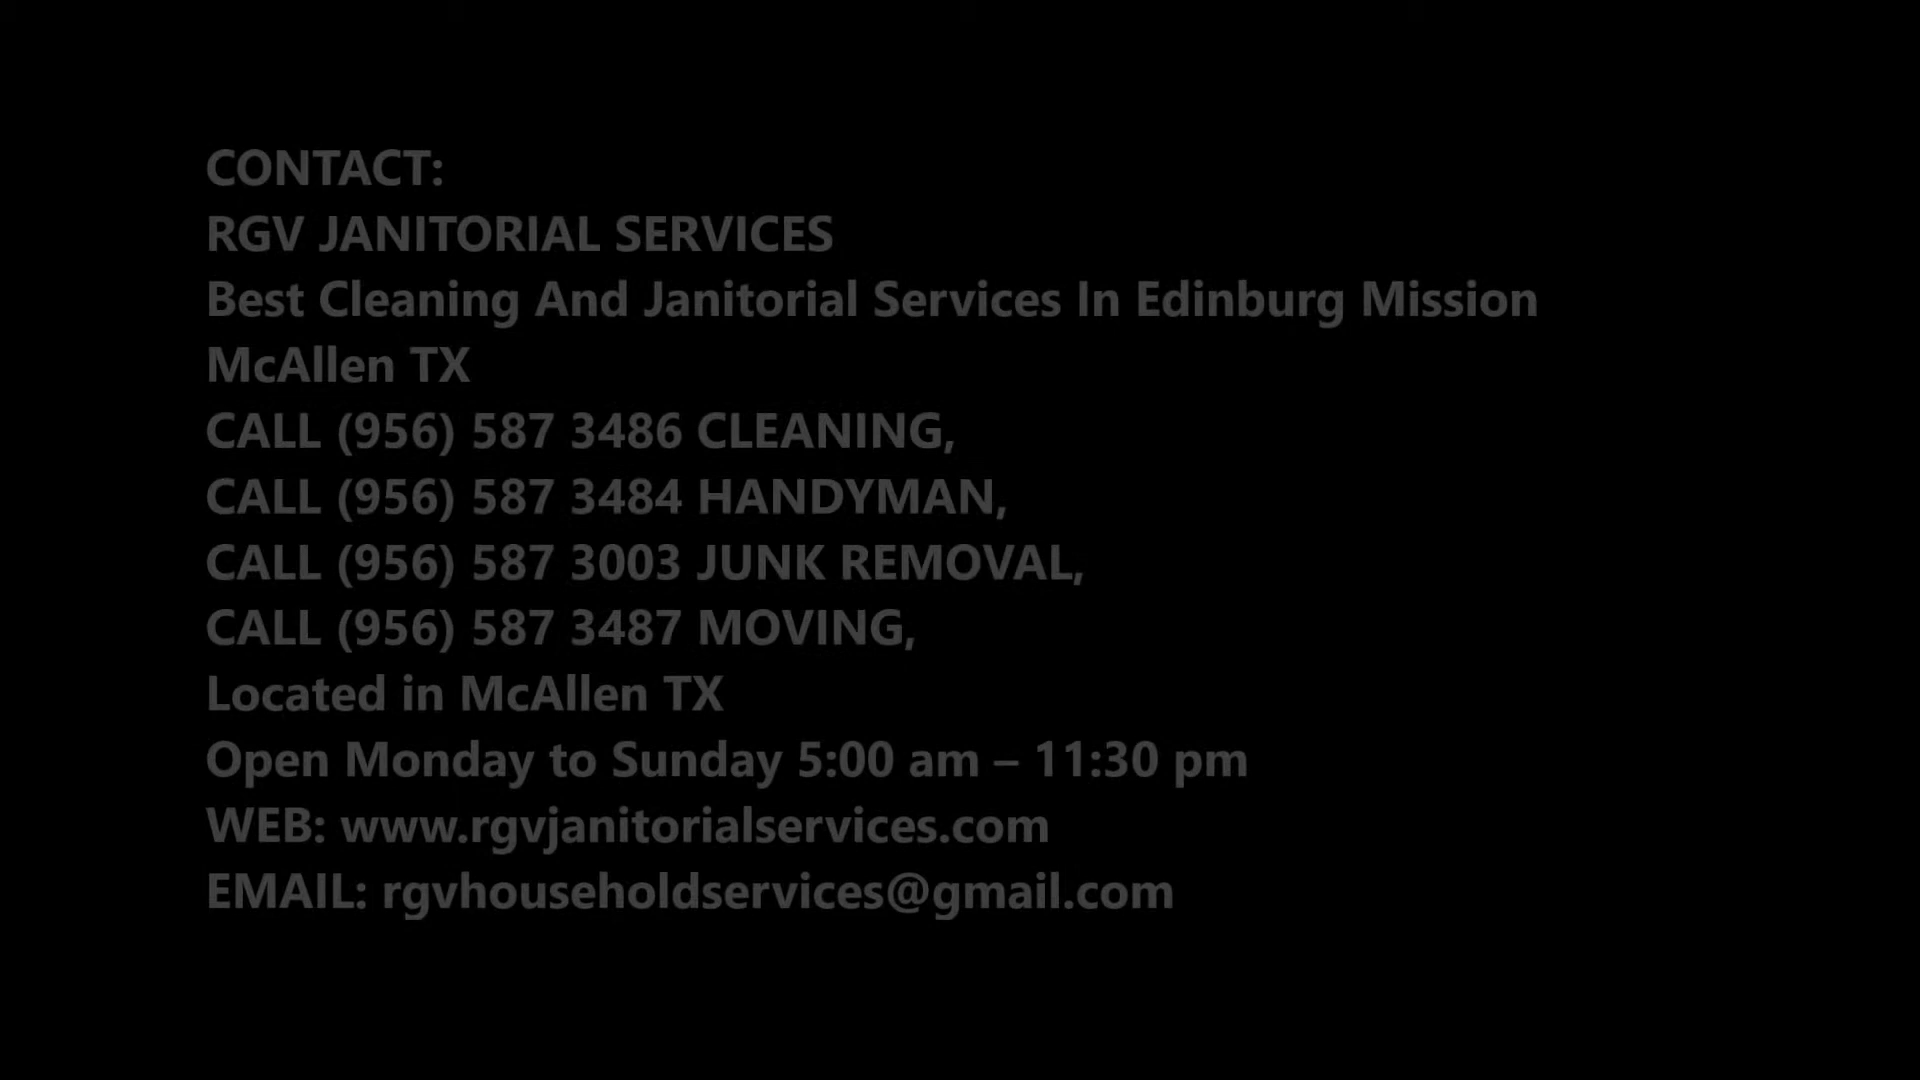 CONTACT:
RGV JANITORIAL SERVICES
Best Cleaning And Janitorial Services In Edinburg Mission
McAllen TX
CALL (956) 587 3486 CLEANING,
CALL (956) 587 3484 HANDYMAN,
CALL (956) 587 3003 JUNK REMOVAL,
CALL (956) 587 3487 MOVING,
Located in McAllen TX
Open Monday to Sunday 5:00 am – 11:30 pm
WEB: www.rgvjanitorialservices.com
EMAIL: rgvhouseholdservices@gmail.com